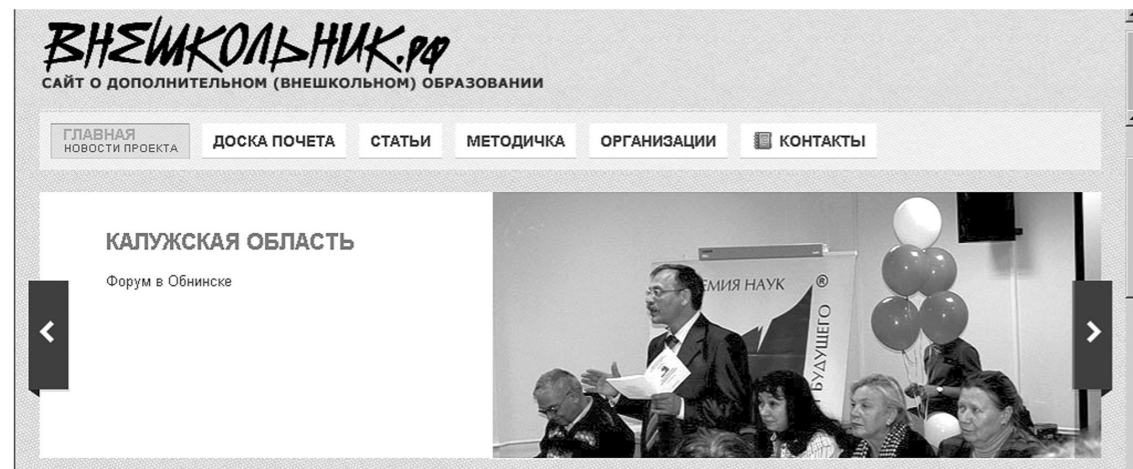 ВНЕШКОЛЬНИК.РФ
САЙТ О ДОПОЛНИТЕЛЬНОМ (ВНЕШКОЛЬНОМ) ОБРАЗОВАНИИ
ГЛАВНАЯ
НОВОСТИ ПРОЕКТА
ДОСКА ПОЧЕТА
СТАТЬИ
МЕТОДИЧКА
ОРГАНИЗАЦИИ
КОНТАКТЫ
КАЛУЖСКАЯ ОБЛАСТЬ
Форум в Обнинске
НАУК ®
БУДУЩЕГО